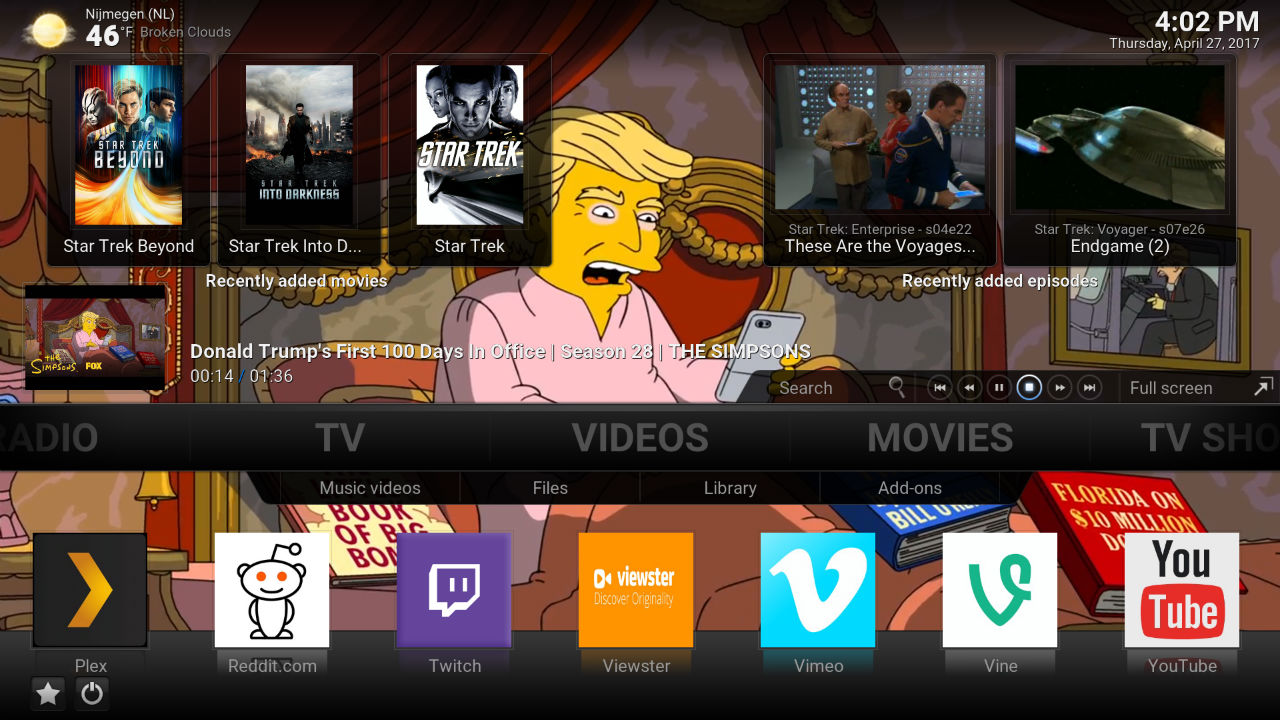 Nijmegen (NL)
46 °F Broken Clouds
4:02 PM
Thursday, April 27, 2017
STAR TREK
BEYOND
STAR TREK
INTO DARKNESS
STAR TREK
Star Trek Beyond
Star Trek Into D...
Star Trek
Star Trek: Enterprise - s04e22
These Are the Voyages...
Star Trek: Voyager - s07e26
Endgame (2)
Recently added movies
Recently added episodes
THE
SIMPSONS
FOX
Donald Trump's First 100 Days In Office | Season 28 | THE SIMPSONS
00:14 / 01:36
Search
Full screen
RADIO
TV
VIDEOS
MOVIES
TV SHO
Music videos
Files
Library
Add-ons
BOOK
OF BIG
BILL O'
FLORIDA ON
$10 MILLION
viewster
Discover Originality
You
Tube
Plex
Reddit.com
Twitch
Viewster
Vimeo
Vine
YouTube